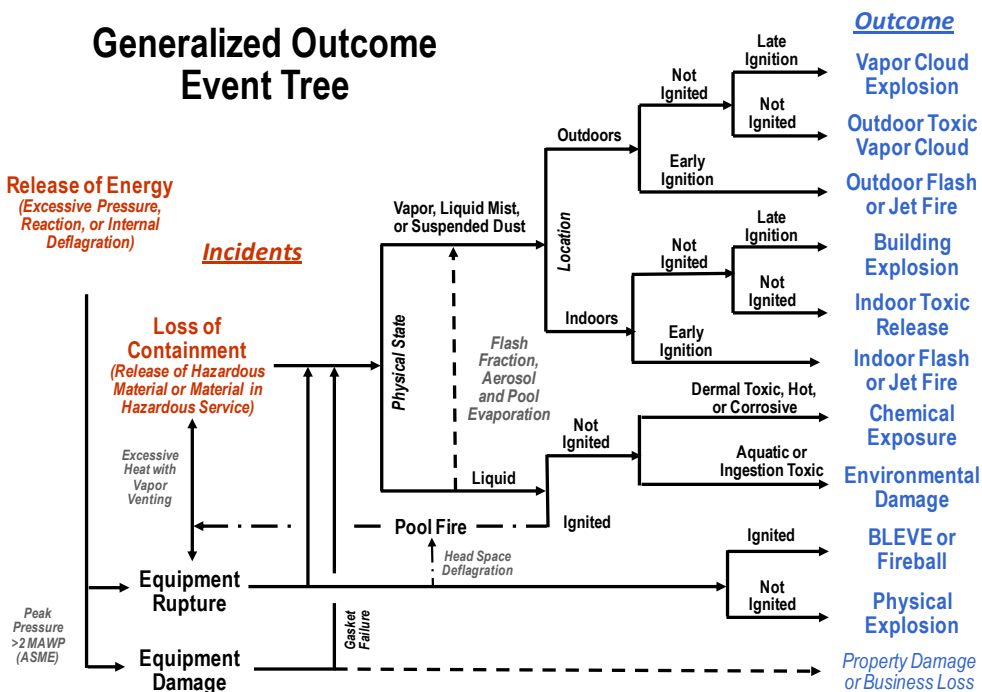 Generalized Outcome
Event Tree
Outcome
Late
Ignition
Vapor Cloud
Explosion
Not
Ignited
Not
Ignited
Outdoor Toxic
Vapor Cloud
Outdoors
Early
Ignition
Outdoor Flash
or Jet Fire
Release of Energy
(Excessive Pressure,
Reaction, or Internal
Deflagration)
Incidents
Vapor, Liquid Mist,
or Suspended Dust
Location
Late
Ignition
Building
Explosion
Not
Ignited
Not
Ignited
Indoor Toxic
Release
Indoors
Early
Ignition
Indoor Flash
or Jet Fire
Loss of
Containment
(Release of Hazardous
Material or Material in
Hazardous Service)
Physical State
Flash
Fraction,
Aerosol
and Pool
Evaporation
Dermal Toxic, Hot,
or Corrosive
Chemical
Exposure
Not
Ignited
Aquatic or
Ingestion Toxic
Environmental
Damage
Excessive
Heat with
Vapor
Venting
Liquid
Pool Fire
Ignited
Head Space
Deflagration
Ignited
BLEVE or
Fireball
Equipment
Rupture
Not
Ignited
Physical
Explosion
Peak
Pressure
>2 MAWP
(ASME)
Gasket
Failure
Equipment
Damage
Property Damage
or Business Loss